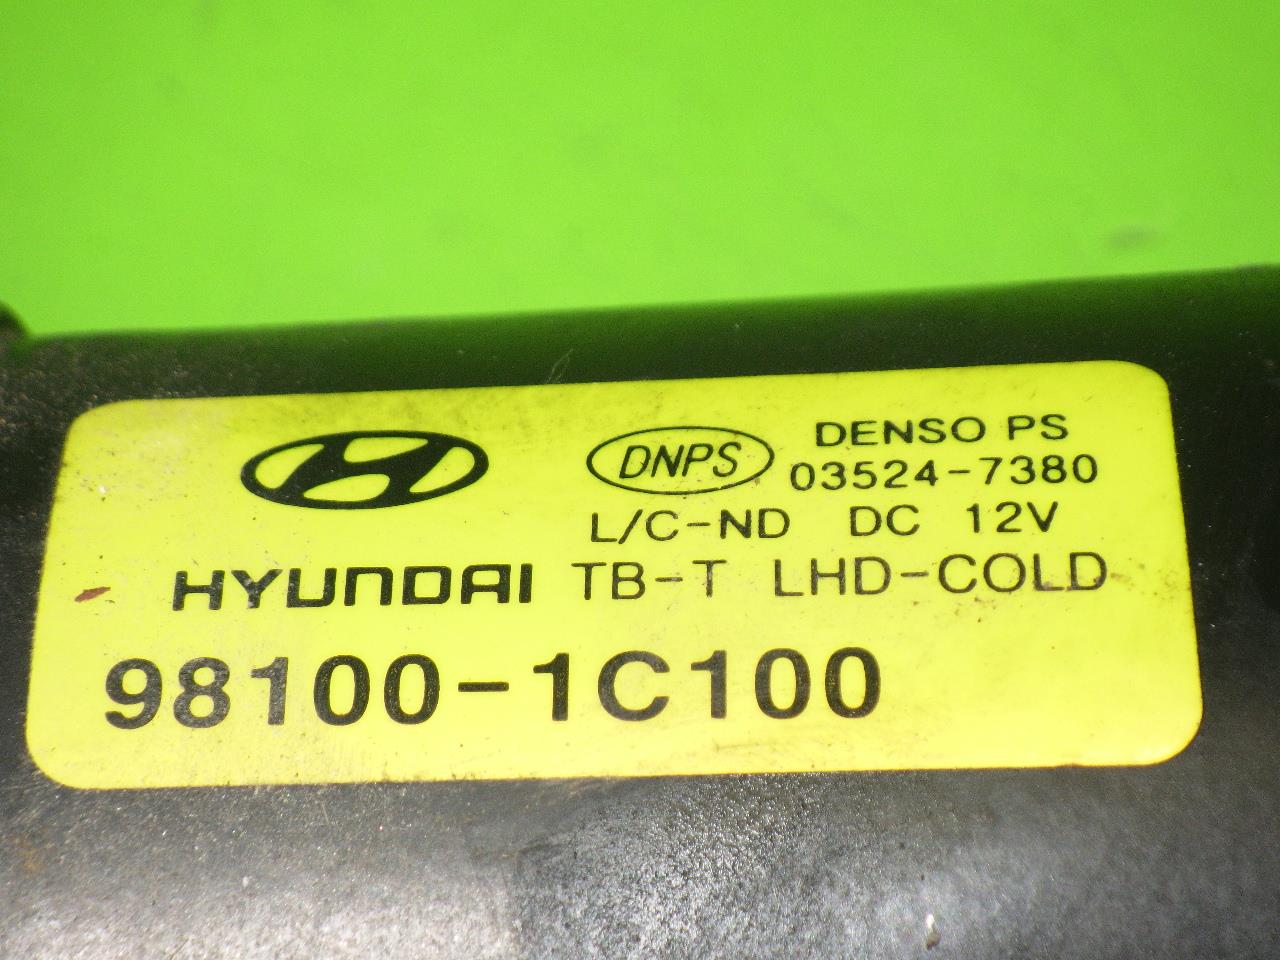 DNPS DENSO PS
03524-7380
L/C-ND DC 12V
HYUNDAI TB-T LHD-COLD
98100-1C100